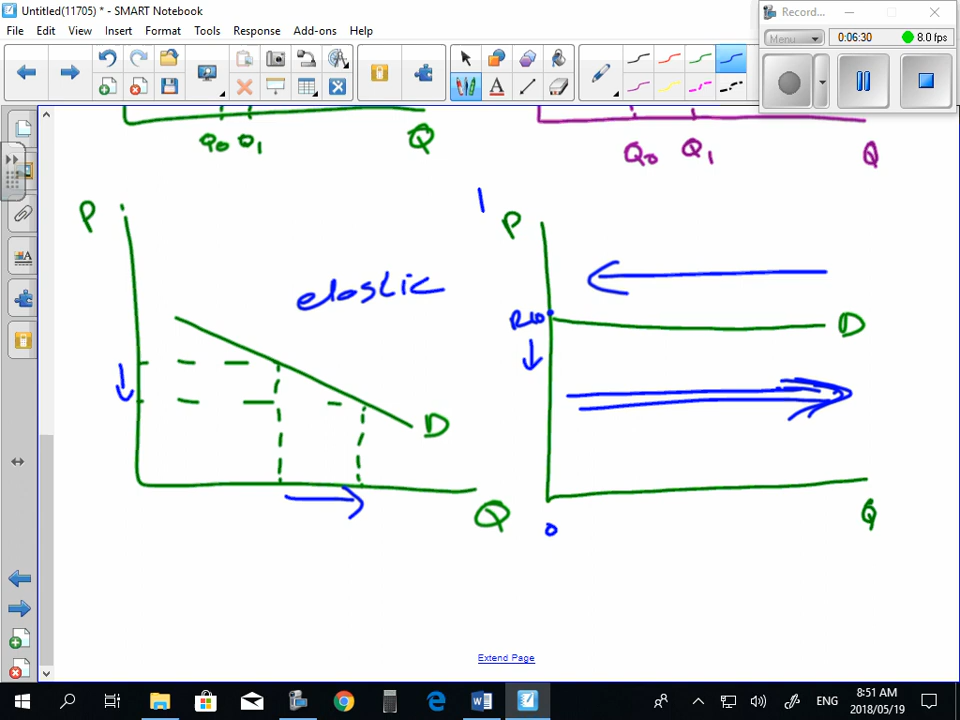 Untitled(11705) * - SMART Notebook
File Edit View Insert Format Tools Response Add-ons Help
Record...
Menu
0:06:30
8.0 fps
Q0 Q1 Q
Q0 Q1 Q
P
elastic
D
Q
P
R10
D
0
Q
Extend Page
ENG
8:51 AM
2018/05/19